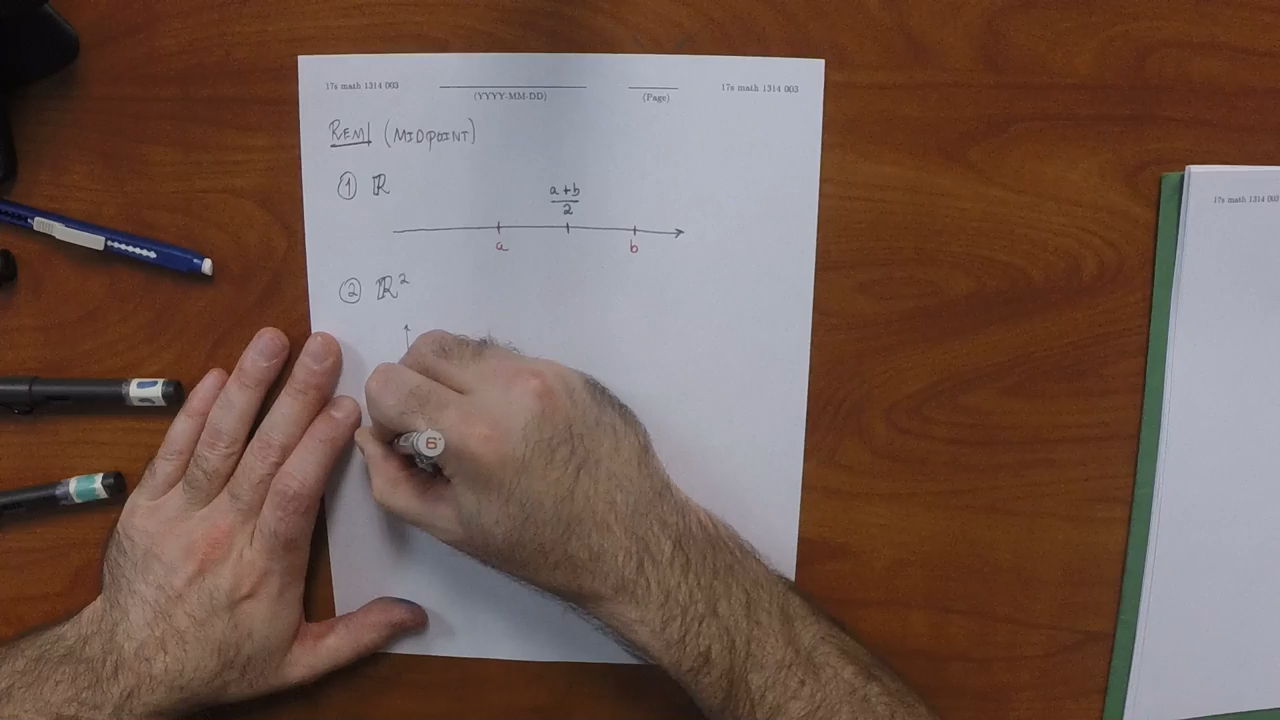 17s math 1314 003 (YYYY-MM-DD) (Page) 17s math 1314 003
REM (MIDPOINT)
① ℝ
a+b
2
a b
② ℝ²
6
17s math 1314 003